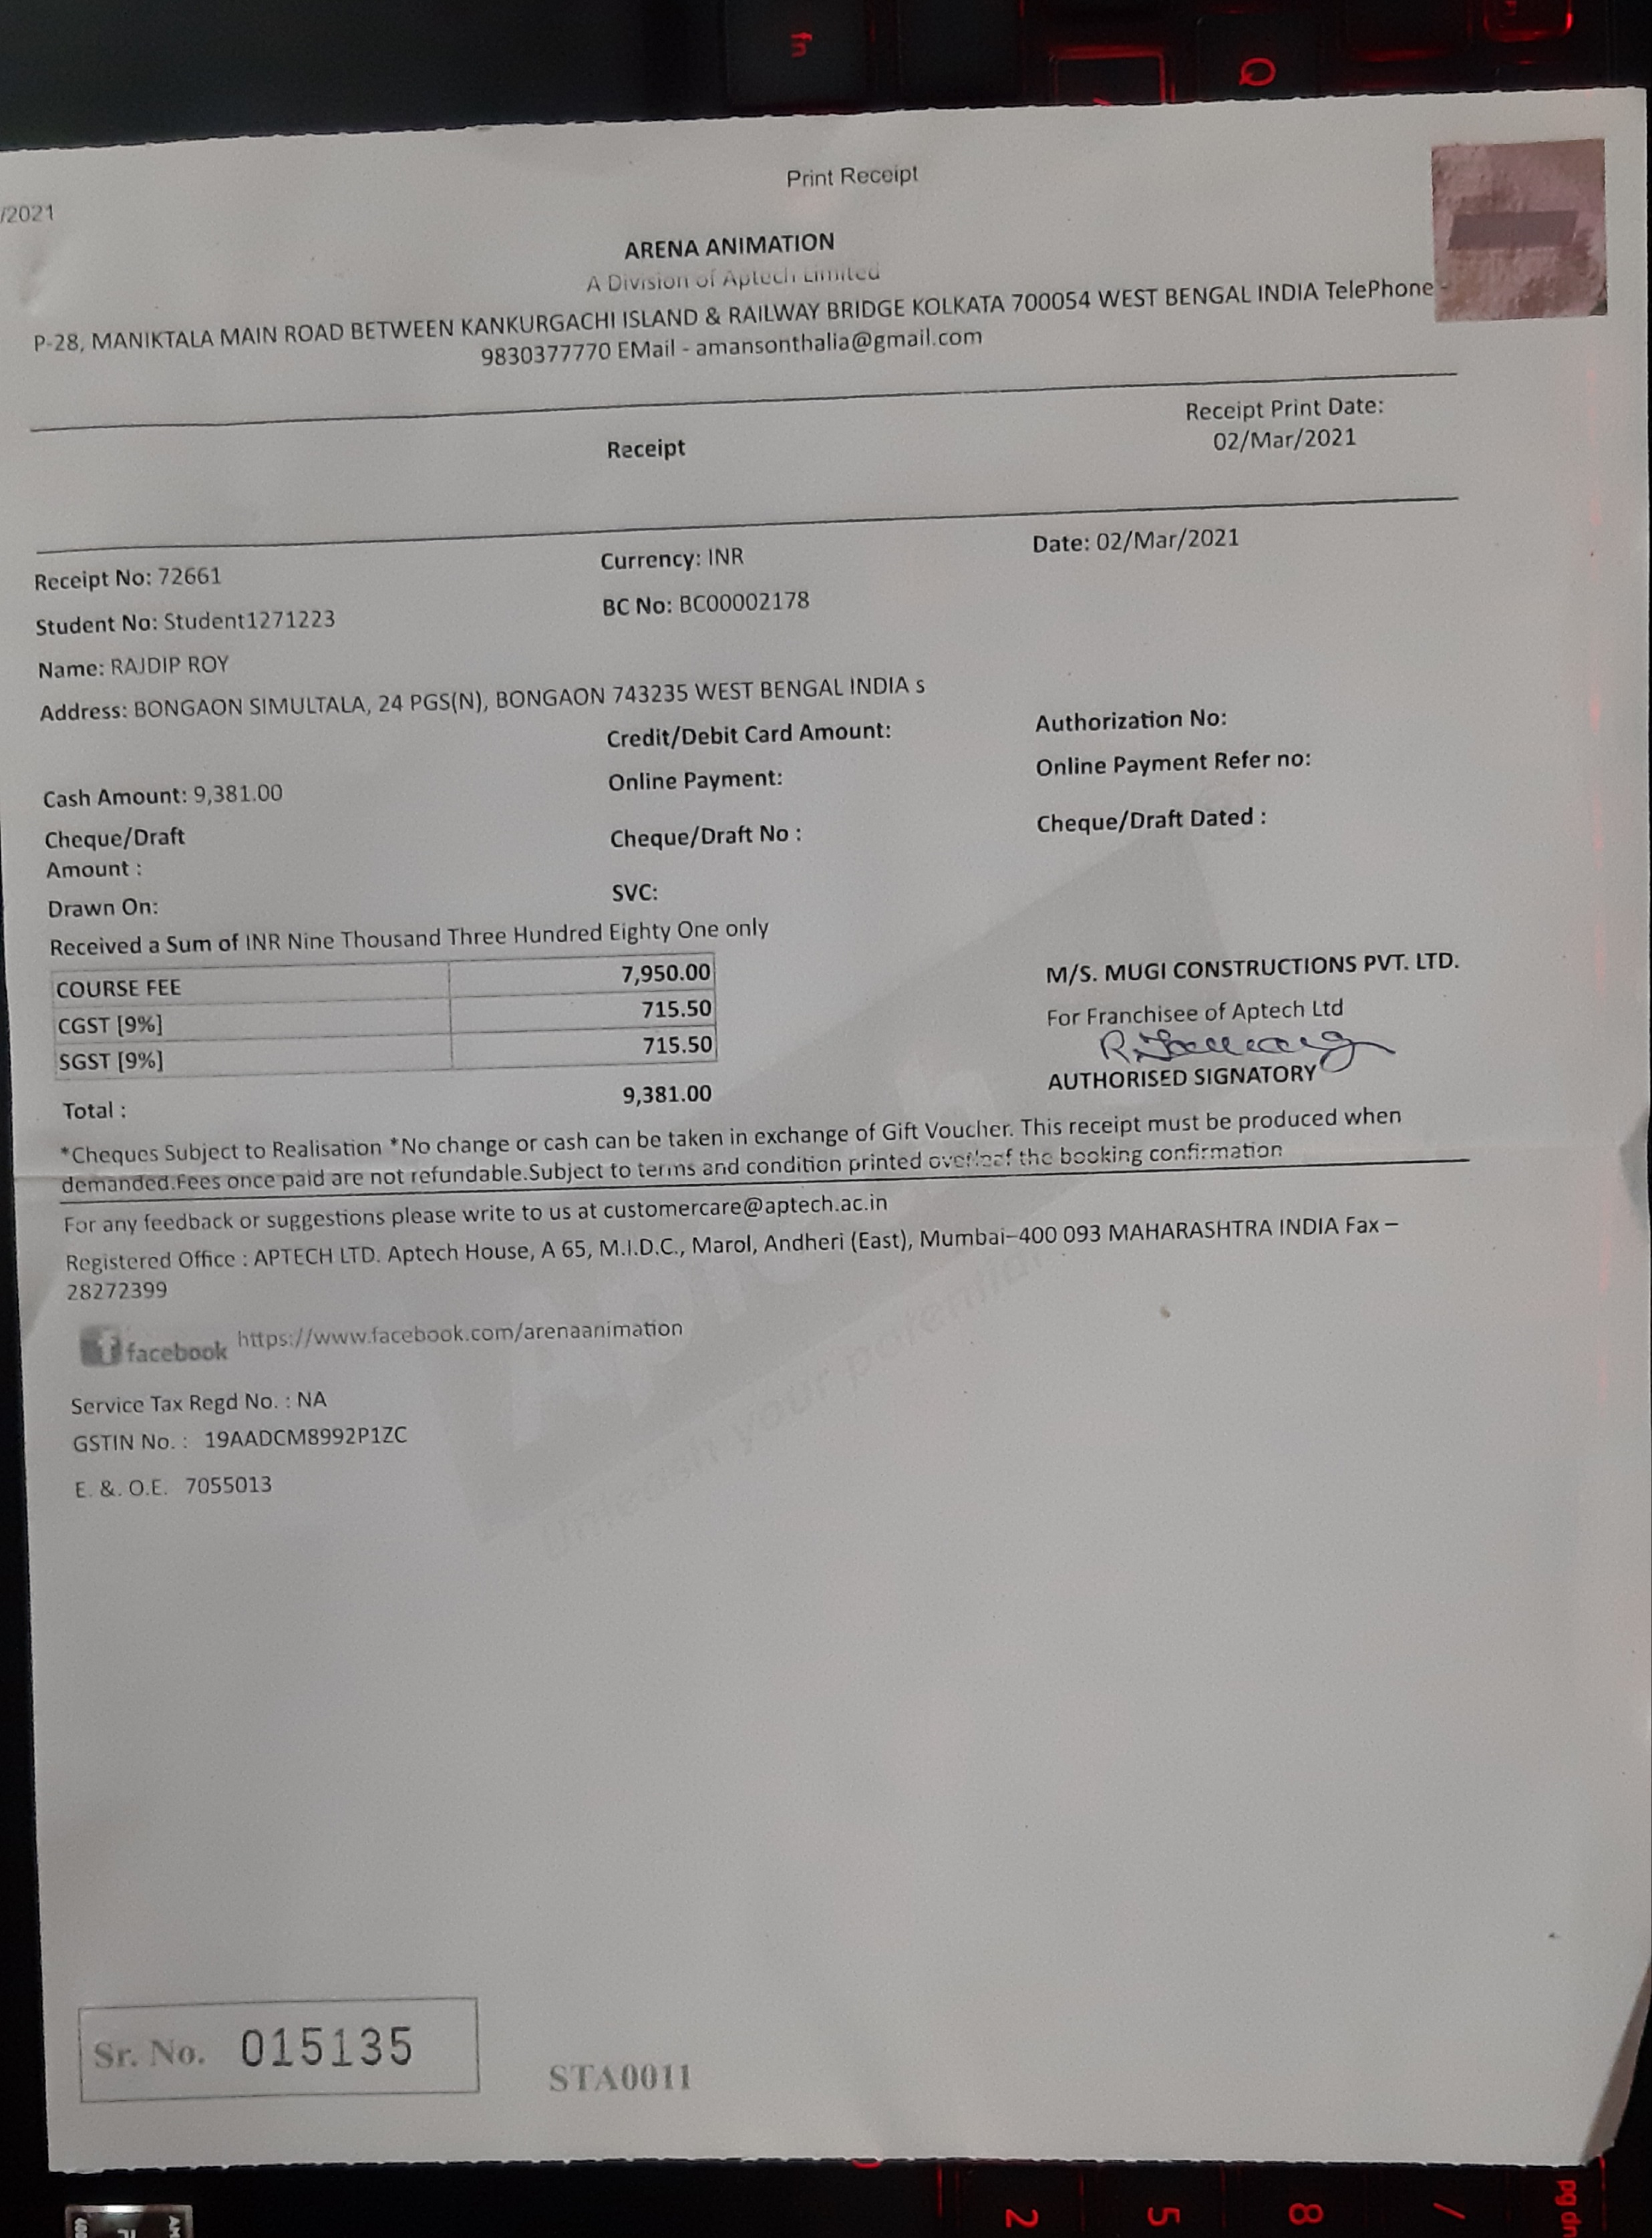 fn
Q
Print Receipt
/2021
ARENA ANIMATION
A Division of Aptech Limited
P-28, MANIKTALA MAIN ROAD BETWEEN KANKURGACHI ISLAND & RAILWAY BRIDGE KOLKATA 700054 WEST BENGAL INDIA TelePhone -
9830377770 EMail - amansonthalia@gmail.com
Receipt Print Date:
Receipt
02/Mar/2021
Receipt No: 72661 Currency: INR Date: 02/Mar/2021
Student No: Student1271223 BC No: BC00002178
Name: RAJDIP ROY
Address: BONGAON SIMULTALA, 24 PGS(N), BONGAON 743235 WEST BENGAL INDIA s
Credit/Debit Card Amount: Authorization No:
Cash Amount: 9,381.00 Online Payment: Online Payment Refer no:
Cheque/Draft Cheque/Draft No : Cheque/Draft Dated :
Amount :
Drawn On: SVC:
Received a Sum of INR Nine Thousand Three Hundred Eighty One only
COURSE FEE 7,950.00
CGST [9%] 715.50
SGST [9%] 715.50
Total : 9,381.00
M/S. MUGI CONSTRUCTIONS PVT. LTD.
For Franchisee of Aptech Ltd
AUTHORISED SIGNATORY
*Cheques Subject to Realisation *No change or cash can be taken in exchange of Gift Voucher. This receipt must be produced when
demanded.Fees once paid are not refundable.Subject to terms and condition printed overleaf the booking confirmation
For any feedback or suggestions please write to us at customercare@aptech.ac.in
Registered Office : APTECH LTD. Aptech House, A 65, M.I.D.C., Marol, Andheri (East), Mumbai–400 093 MAHARASHTRA INDIA Fax –
28272399
facebook https://www.facebook.com/arenaanimation
Service Tax Regd No. : NA
GSTIN No. : 19AADCM8992P1ZC
E. &. O.E. 7055013
Aptech
Unleash your potential
Sr. No. 015135
STA0011
2
5
8
/
pg dn